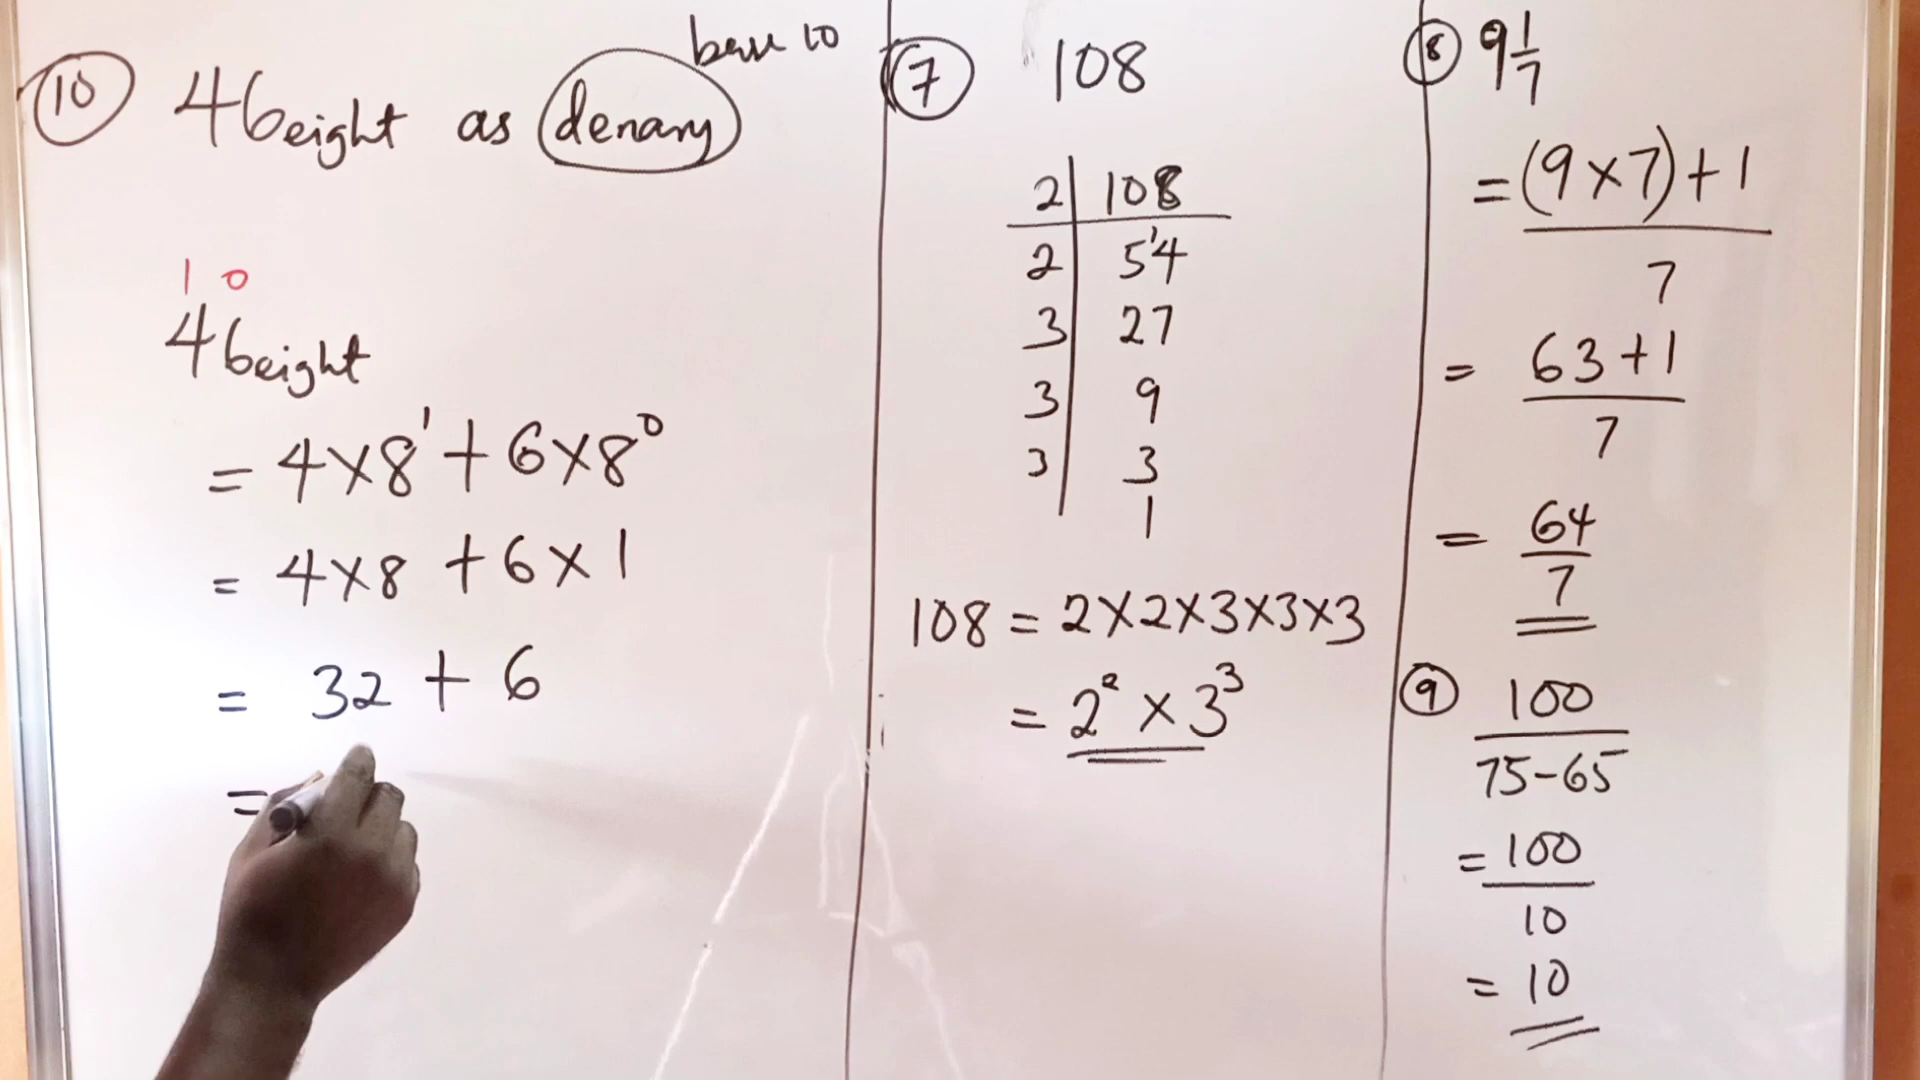 base 10
10 46eight as denary
1 0
46eight
= 4×8¹ + 6×8⁰
= 4×8 + 6×1
= 32 + 6
=
7 108
2 | 108
2 | 5'4
3 | 27
3 | 9
3 | 3
1
108 = 2×2×3×3×3
= 2² × 3³
8 9 1/7
= (9×7)+1
7
= 63+1
7
= 64
7
9 100
75-65
= 100
10
= 10